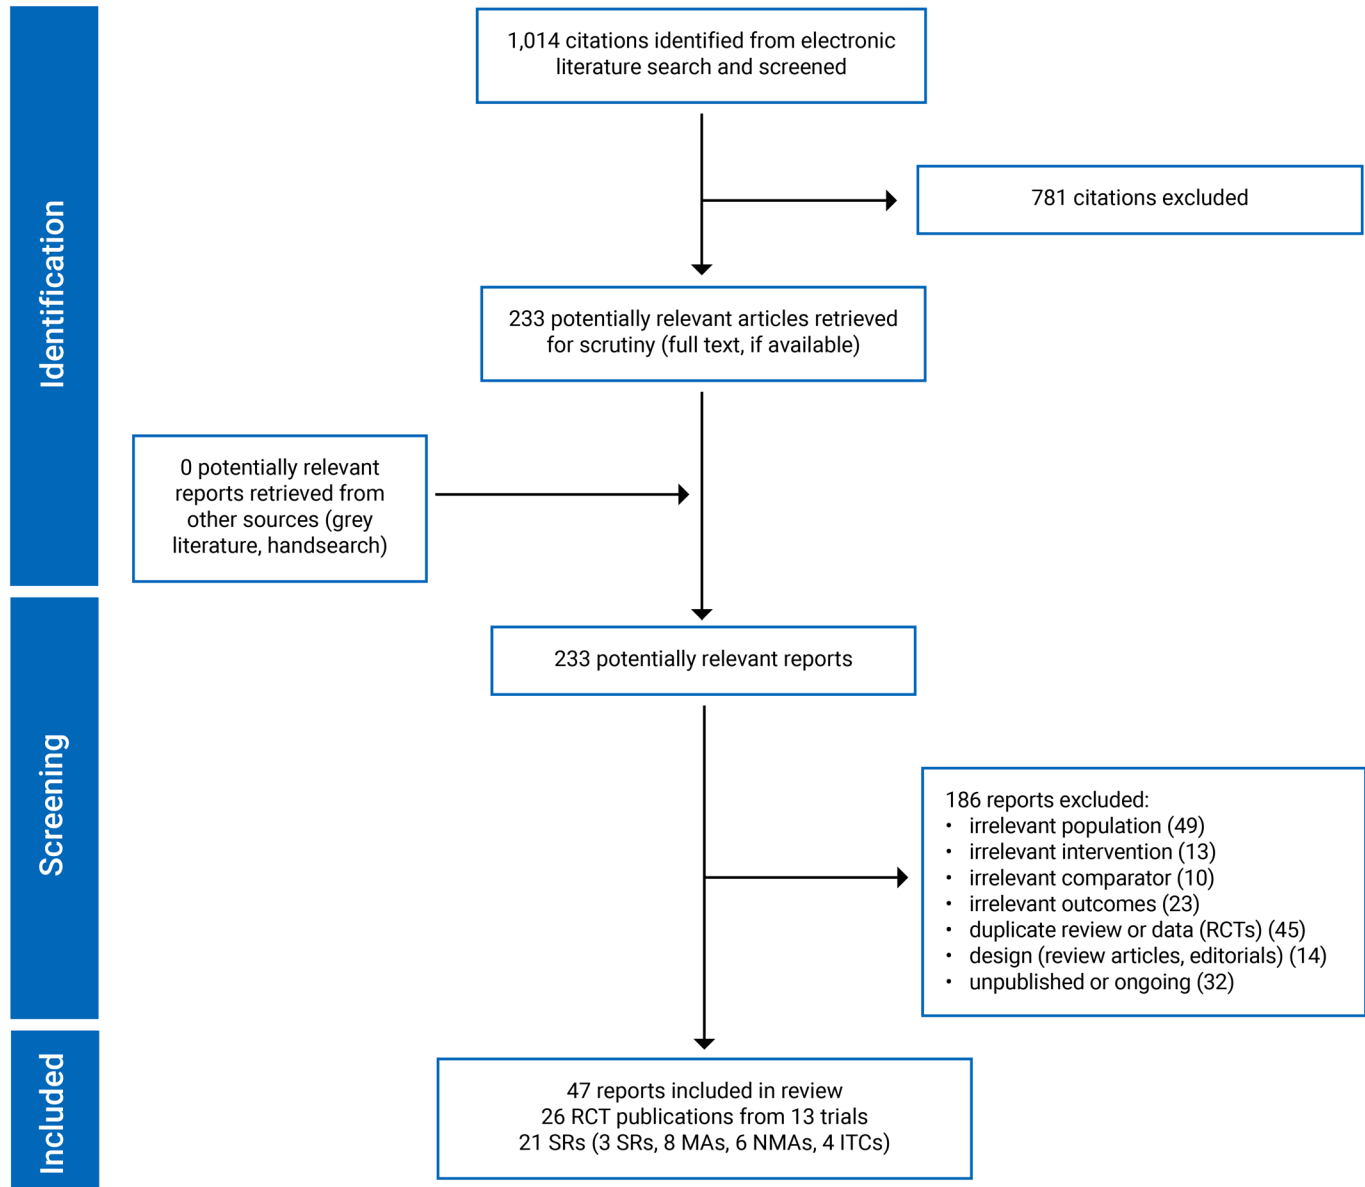 Identification
1,014 citations identified from electronic
literature search and screened
781 citations excluded
233 potentially relevant articles retrieved
for scrutiny (full text, if available)
0 potentially relevant
reports retrieved from
other sources (grey
literature, handsearch)
Screening
233 potentially relevant reports
186 reports excluded:
• irrelevant population (49)
• irrelevant intervention (13)
• irrelevant comparator (10)
• irrelevant outcomes (23)
• duplicate review or data (RCTs) (45)
• design (review articles, editorials) (14)
• unpublished or ongoing (32)
Included
47 reports included in review
26 RCT publications from 13 trials
21 SRs (3 SRs, 8 MAs, 6 NMAs, 4 ITCs)